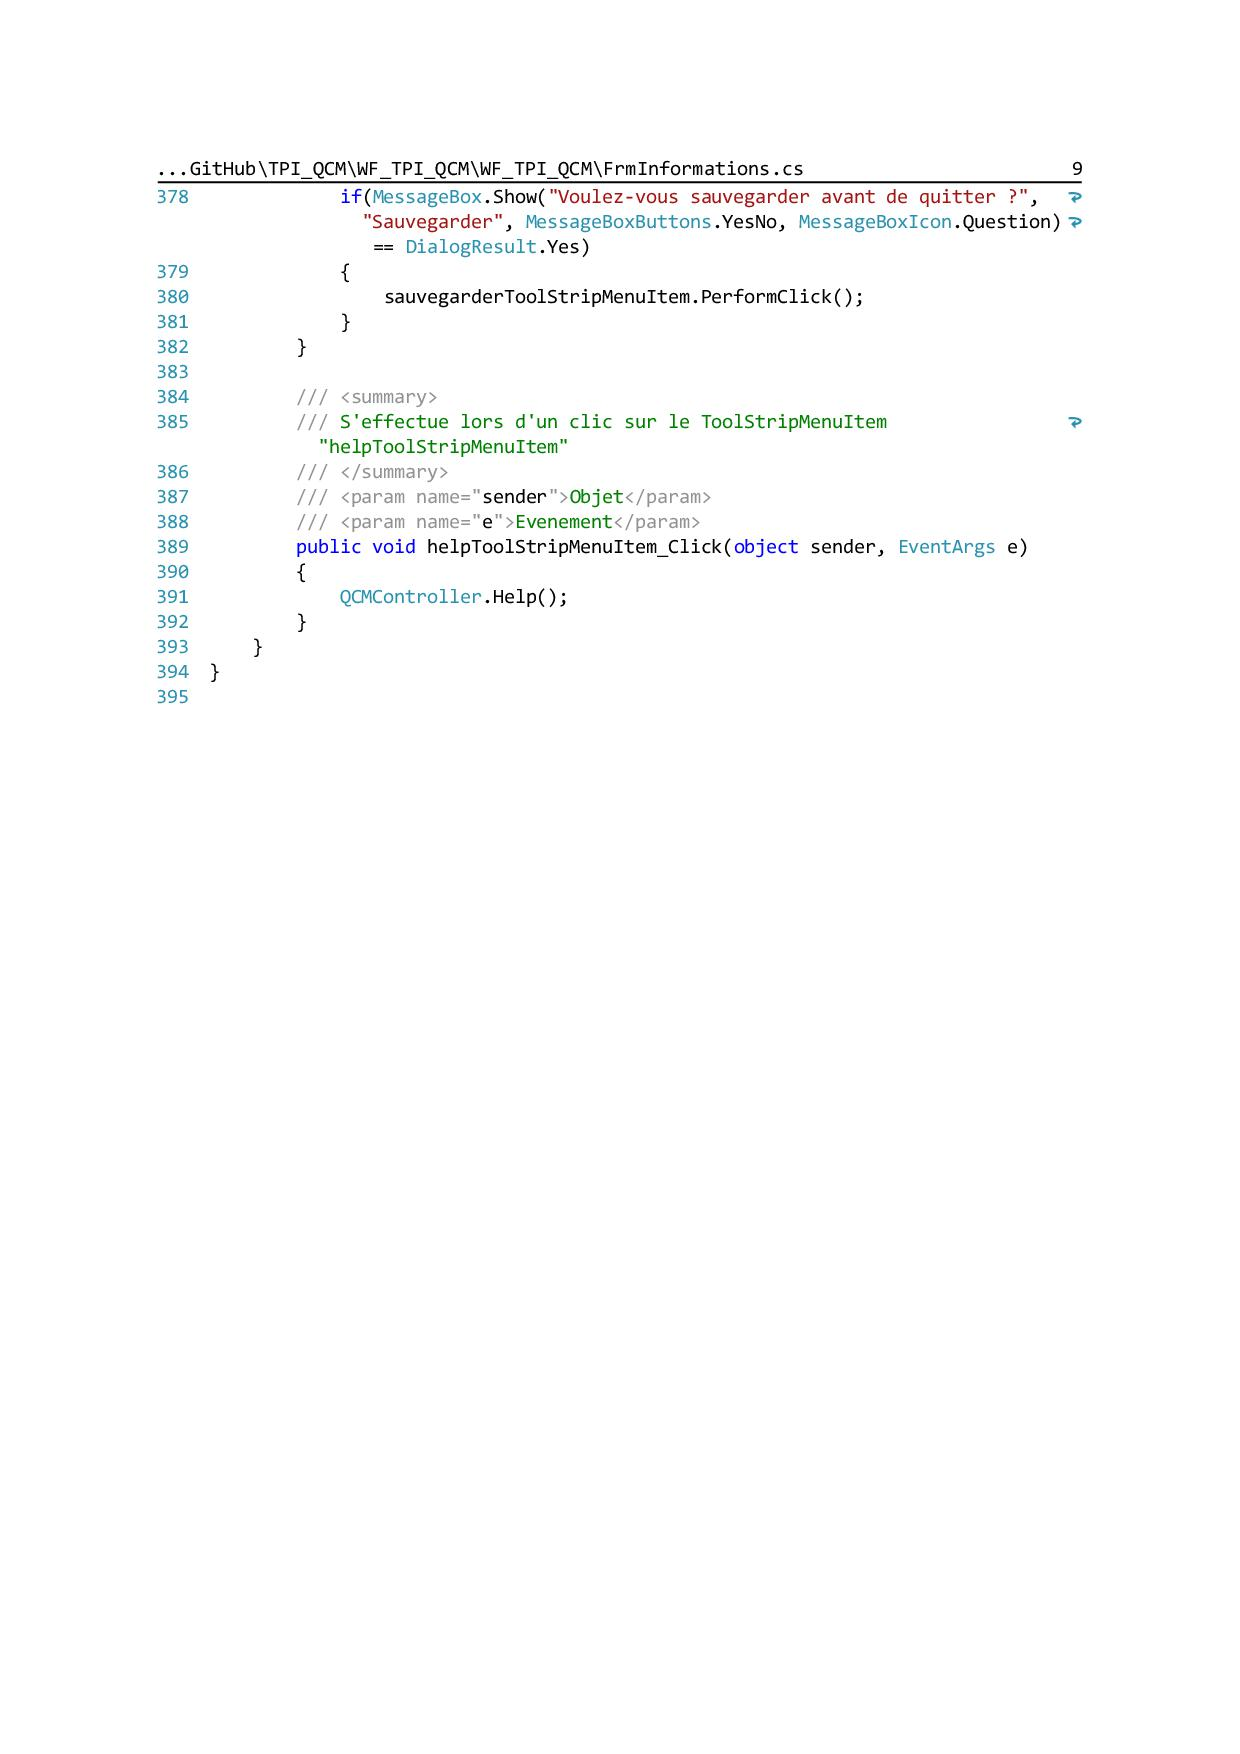 ...GitHub\TPI_QCM\WF_TPI_QCM\WF_TPI_QCM\FrmInformations.cs 9
378 if(MessageBox.Show("Voulez-vous sauvegarder avant de quitter ?",
"Sauvegarder", MessageBoxButtons.YesNo, MessageBoxIcon.Question)
== DialogResult.Yes)
379 {
380 sauvegarderToolStripMenuItem.PerformClick();
381 }
382 }
383
384 /// <summary>
385 /// S'effectue lors d'un clic sur le ToolStripMenuItem
"helpToolStripMenuItem"
386 /// </summary>
387 /// <param name="sender">Objet</param>
388 /// <param name="e">Evenement</param>
389 public void helpToolStripMenuItem_Click(object sender, EventArgs e)
390 {
391 QCMController.Help();
392 }
393 }
394 }
395